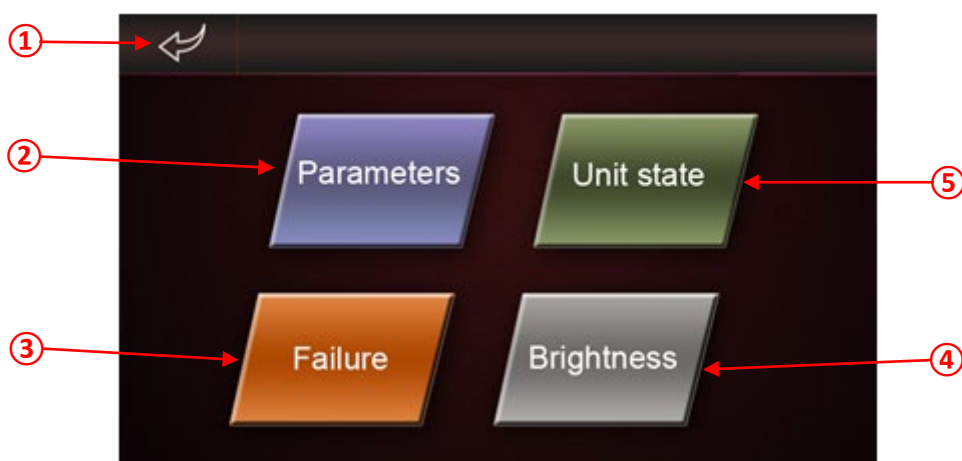 ①
② Parameters Unit state ⑤
③ Failure Brightness ④